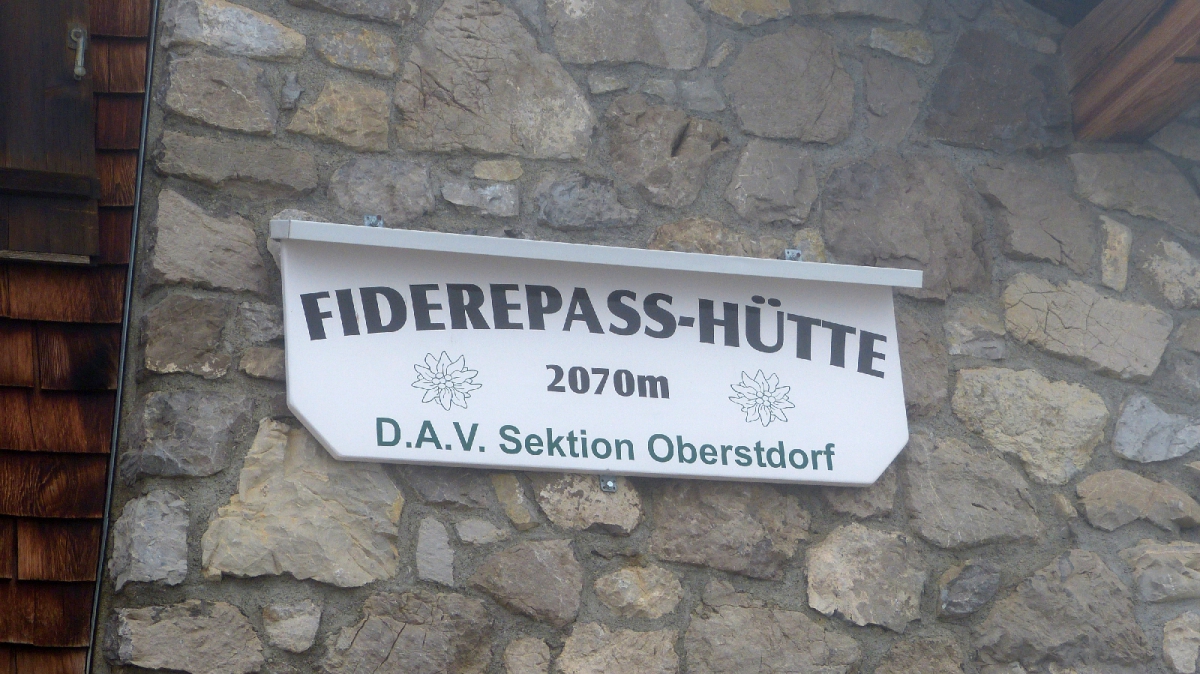 FIDEREPASS-HÜTTE
2070m
D.A.V. Sektion Oberstdorf